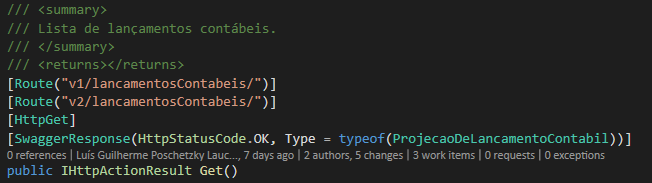 /// <summary>
/// Lista de lançamentos contábeis.
/// </summary>
/// <returns></returns>
[Route("v1/lancamentosContabeis/")]
[Route("v2/lancamentosContabeis/")]
[HttpGet]
[SwaggerResponse(HttpStatusCode.OK, Type = typeof(ProjecaoDeLancamentoContabil))]
0 references | Luís Guilherme Poschetzky Lauc..., 7 days ago | 2 authors, 5 changes | 3 work items | 0 requests | 0 exceptions
public IHttpActionResult Get()